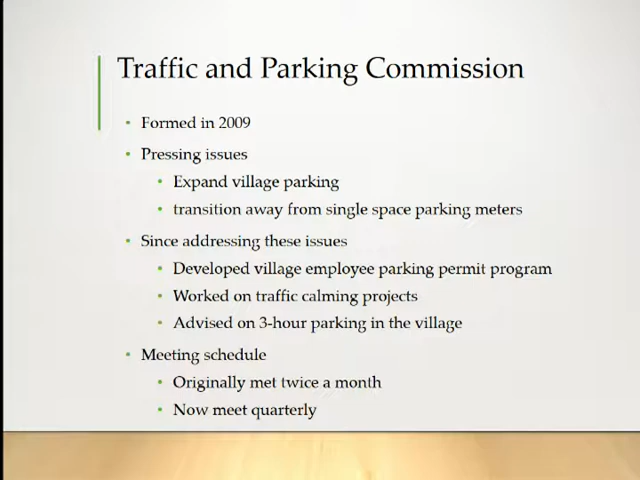 Traffic and Parking Commission
• Formed in 2009
• Pressing issues
• Expand village parking
• transition away from single space parking meters
• Since addressing these issues
• Developed village employee parking permit program
• Worked on traffic calming projects
• Advised on 3-hour parking in the village
• Meeting schedule
• Originally met twice a month
• Now meet quarterly